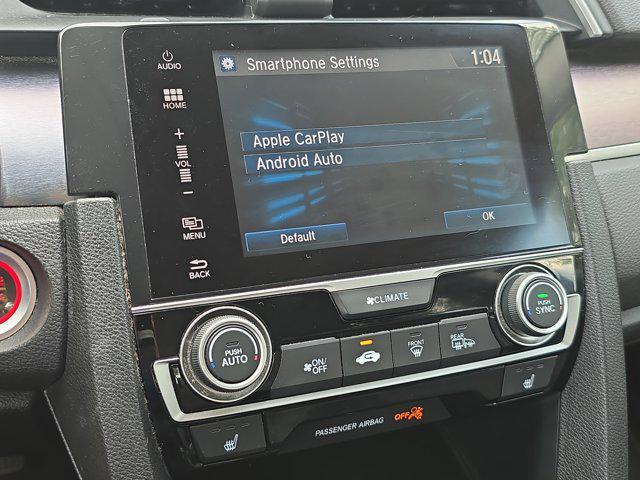 AUDIO
HOME
+
VOL
−
MENU
BACK
Smartphone Settings 1:04
Apple CarPlay
Android Auto
Default OK
CLIMATE
PUSH
AUTO
ON/
OFF
FRONT
REAR
PUSH
SYNC
PASSENGER AIRBAG OFF